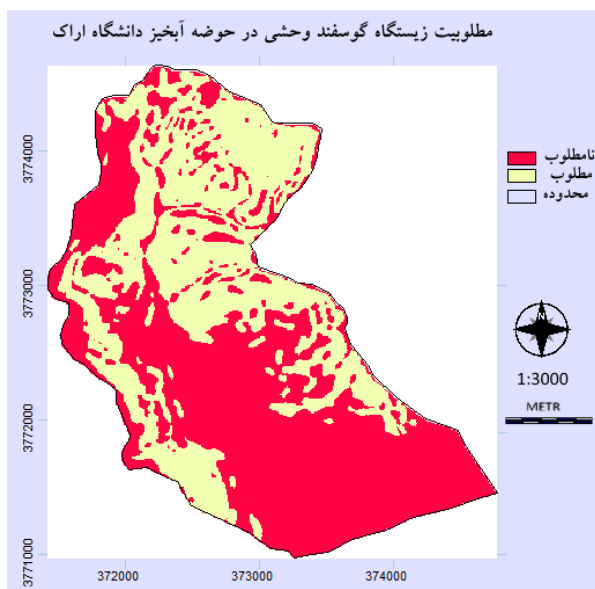 مطلوبیت زیستگاه گوسفند وحشی در حوضه آبخیز دانشگاه اراک
نامطلوب
مطلوب
محدوده
N
1:3000
METR
3774000
3773000
3772000
3771000
372000
373000
374000